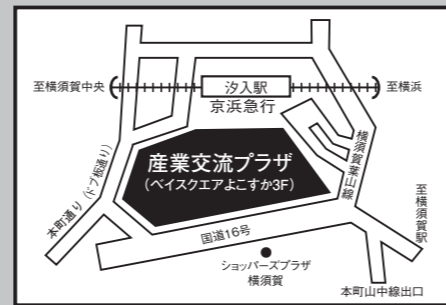 至横須賀中央
汐入駅
至横浜
京浜急行
産業交流プラザ
(ベイスクエアよこすか3F)
横須賀葉山線
本町通り(ドブ板通り)
国道16号
至横須賀駅
ショッパーズプラザ
横須賀
本町山中線出口